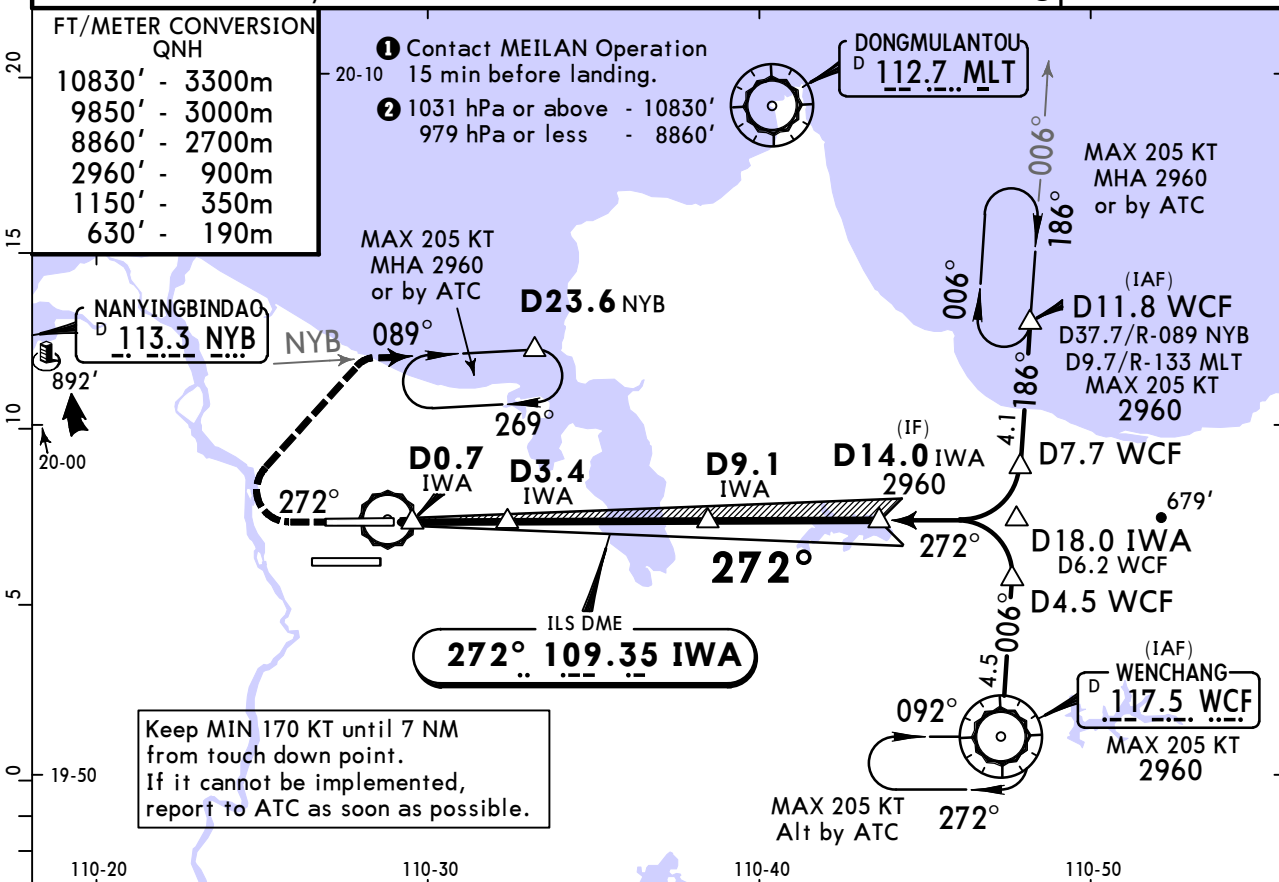 FT/METER CONVERSION
QNH
10830' - 3300m
9850' - 3000m
8860' - 2700m
2960' - 900m
1150' - 350m
630' - 190m
20-10
1 Contact MEILAN Operation
15 min before landing.
2 1031 hPa or above - 10830'
979 hPa or less - 8860'
DONGMULANTOU
D 112.7 MLT
006°
MAX 205 KT
MHA 2960
or by ATC
186°
006°
(IAF)
D11.8 WCF
D37.7/R-089 NYB
D9.7/R-133 MLT
MAX 205 KT
2960
186°
4.1
D7.7 WCF
20
15
10
5
0
MAX 205 KT
MHA 2960
or by ATC
D23.6 NYB
NANYINGBINDAO
D 113.3 NYB
NYB
089°
269°
892'
20-00
272°
D0.7
IWA
D3.4
IWA
D9.1
IWA
(IF)
D14.0 IWA
2960
272°
272°
679'
D18.0 IWA
D6.2 WCF
D4.5 WCF
006°
4.5
ILS DME
272° 109.35 IWA
(IAF)
WENCHANG
D 117.5 WCF
MAX 205 KT
2960
092°
272°
MAX 205 KT
Alt by ATC
Keep MIN 170 KT until 7 NM
from touch down point.
If it cannot be implemented,
report to ATC as soon as possible.
19-50
110-20
110-30
110-40
110-50